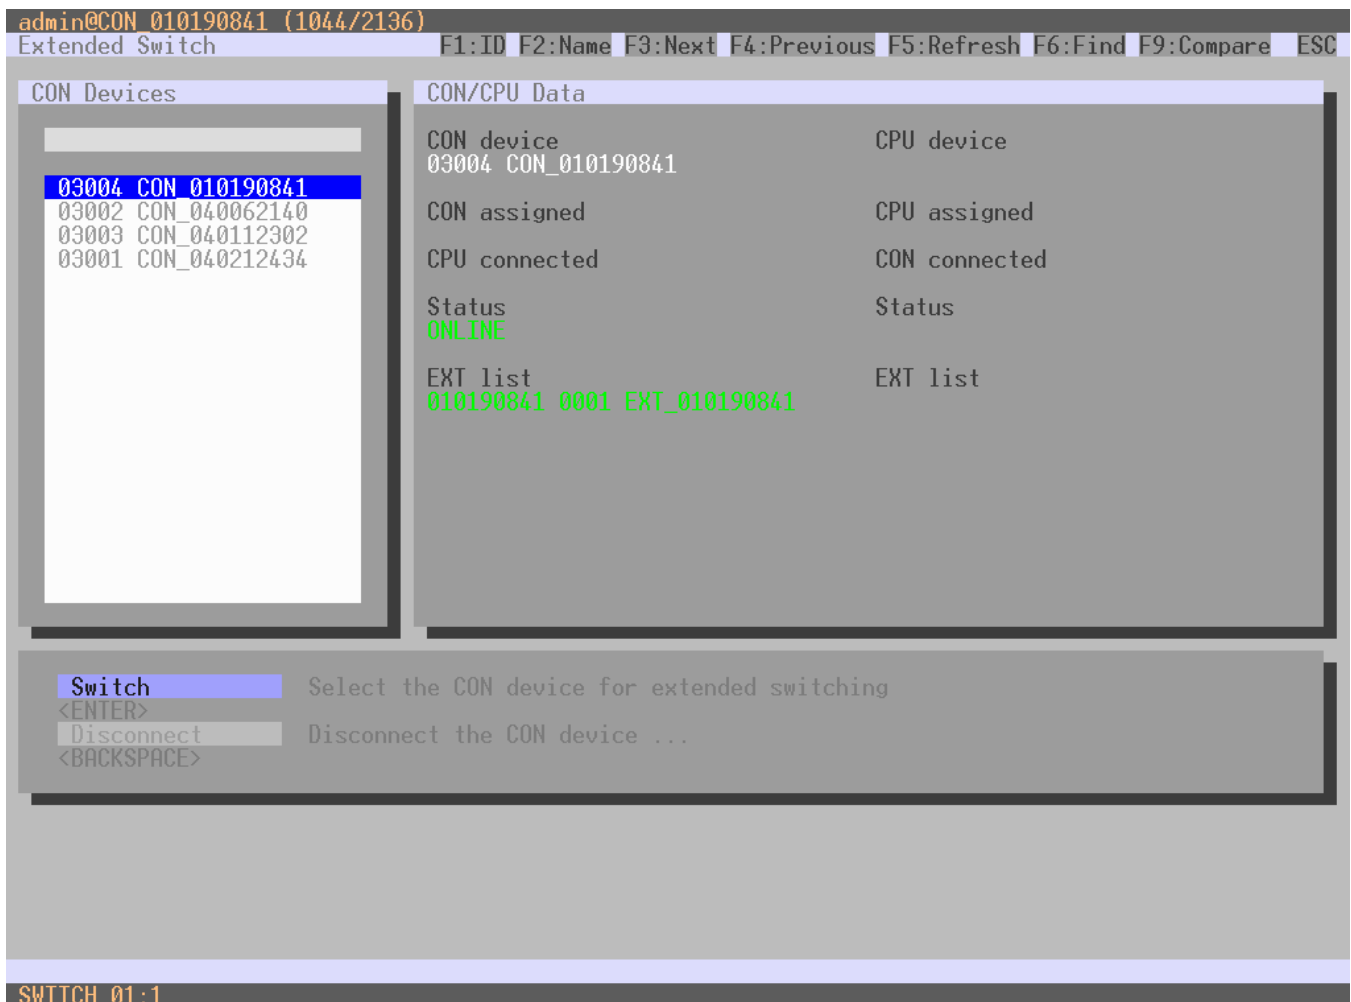 admin@CON_010190841 (1044/2136)
Extended Switch F1:ID F2:Name F3:Next F4:Previous F5:Refresh F6:Find F9:Compare ESC
CON Devices
03004 CON_010190841
03002 CON_040062140
03003 CON_040112302
03001 CON_040212434
CON/CPU Data
CON device CPU device
03004 CON_010190841
CON assigned CPU assigned
CPU connected CON connected
Status Status
ONLINE
EXT list EXT list
010190841 0001 EXT_010190841
Switch Select the CON device for extended switching
<ENTER>
Disconnect Disconnect the CON device ...
<BACKSPACE>
SWITCH_01:1